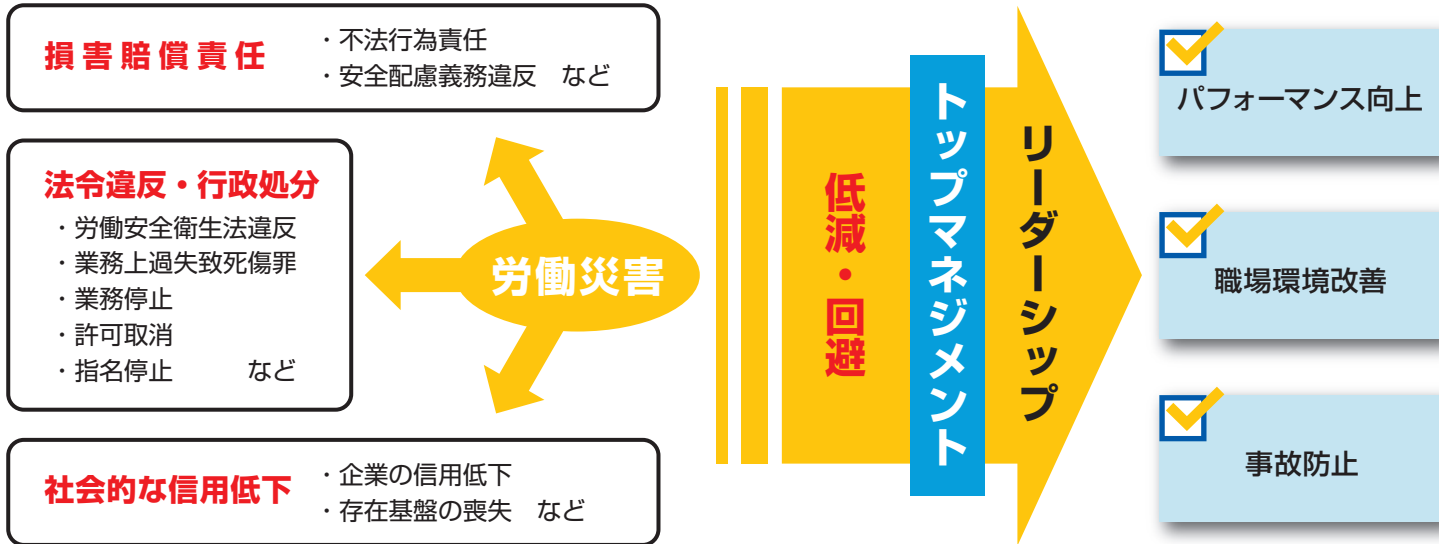 損害賠償責任
・不法行為責任
・安全配慮義務違反　など
法令違反・行政処分
・労働安全衛生法違反
・業務上過失致死傷罪
・業務停止
・許可取消
・指名停止　　　など
社会的な信用低下
・企業の信用低下
・存在基盤の喪失　など
労働災害
低減・回避
トップマネジメント
リーダーシップ
パフォーマンス向上
職場環境改善
事故防止